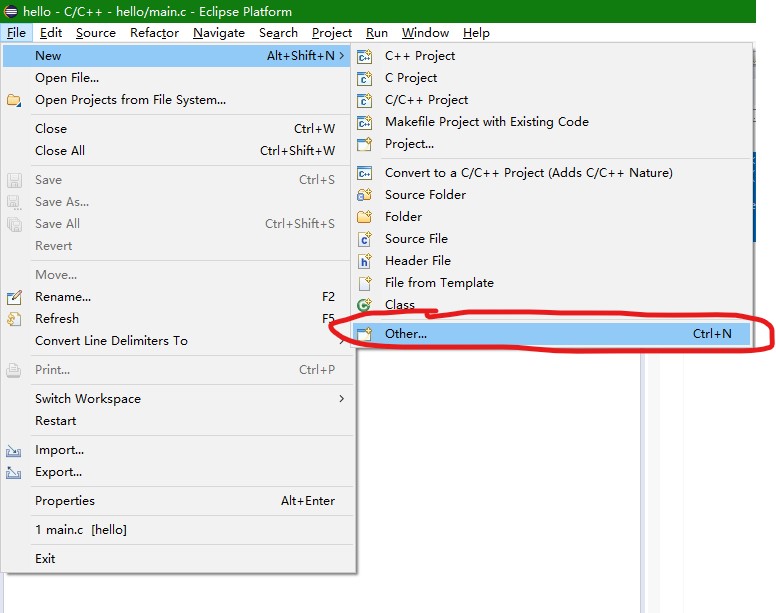 hello - C/C++ - hello/main.c - Eclipse Platform
File Edit Source Refactor Navigate Search Project Run Window Help
New Alt+Shift+N >
Open File...
Open Projects from File System...
Close Ctrl+W
Close All Ctrl+Shift+W
Save Ctrl+S
Save As...
Save All Ctrl+Shift+S
Revert
Move...
Rename... F2
Refresh F5
Convert Line Delimiters To
Print... Ctrl+P
Switch Workspace >
Restart
Import...
Export...
Properties Alt+Enter
1 main.c [hello]
Exit
C++ Project
C Project
C/C++ Project
Makefile Project with Existing Code
Project...
Convert to a C/C++ Project (Adds C/C++ Nature)
Source Folder
Folder
Source File
Header File
File from Template
Class
Other... Ctrl+N